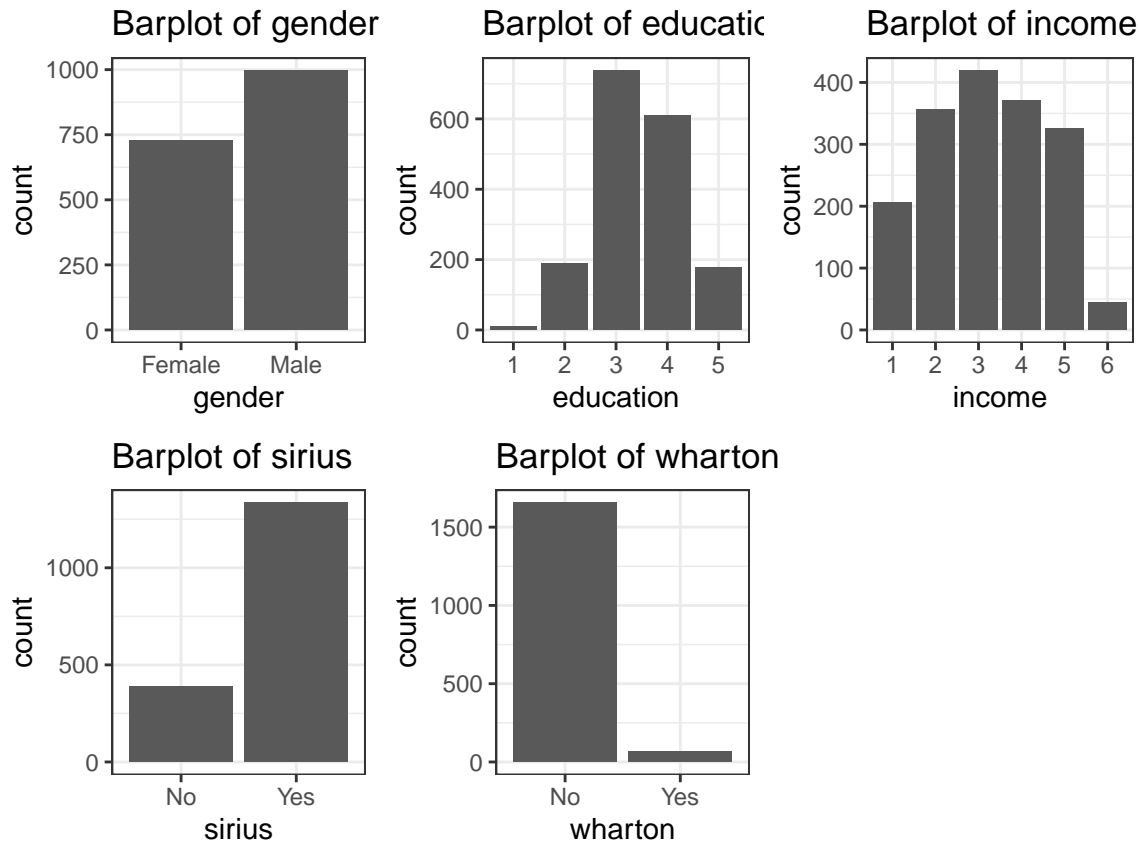 Barplot of gender
1000
750
500
250
0
count
Female Male
gender
Barplot of educatic
600
400
200
0
count
1 2 3 4 5
education
Barplot of income
400
300
200
100
0
count
1 2 3 4 5 6
income
Barplot of sirius
1000
500
0
count
No Yes
sirius
Barplot of wharton
1500
1000
500
0
count
No Yes
wharton